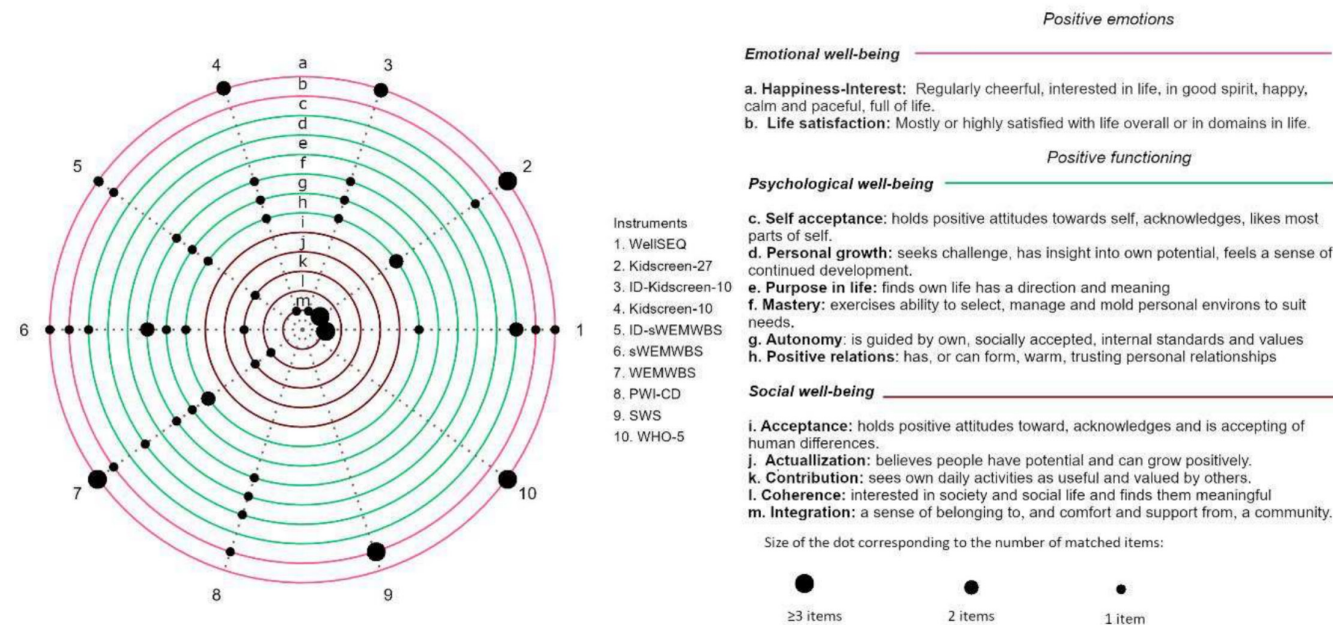 4
a
3
b
c
d
5
e
2
f
g
h
i
j
k
l
m
6
1
7
10
8
9
Instruments
1. WellSEQ
2. Kidscreen-27
3. ID-Kidscreen-10
4. Kidscreen-10
5. ID-sWEMWBS
6. sWEMWBS
7. WEMWBS
8. PWI-CD
9. SWS
10. WHO-5
Positive emotions
Emotional well-being
a. Happiness-Interest: Regularly cheerful, interested in life, in good spirit, happy,
calm and peaceful, full of life.
b. Life satisfaction: Mostly or highly satisfied with life overall or in domains in life.
Positive functioning
Psychological well-being
c. Self acceptance: holds positive attitudes towards self, acknowledges, likes most
parts of self.
d. Personal growth: seeks challenge, has insight into own potential, feels a sense of
continued development.
e. Purpose in life: finds own life has a direction and meaning
f. Mastery: exercises ability to select, manage and mold personal environs to suit
needs.
g. Autonomy: is guided by own, socially accepted, internal standards and values
h. Positive relations: has, or can form, warm, trusting personal relationships
Social well-being
i. Acceptance: holds positive attitudes toward, acknowledges and is accepting of
human differences.
j. Actuallization: believes people have potential and can grow positively.
k. Contribution: sees own daily activities as useful and valued by others.
l. Coherence: interested in society and social life and finds them meaningful
m. Integration: a sense of belonging to, and comfort and support from, a community.
Size of the dot corresponding to the number of matched items:
≥3 items
2 items
1 item